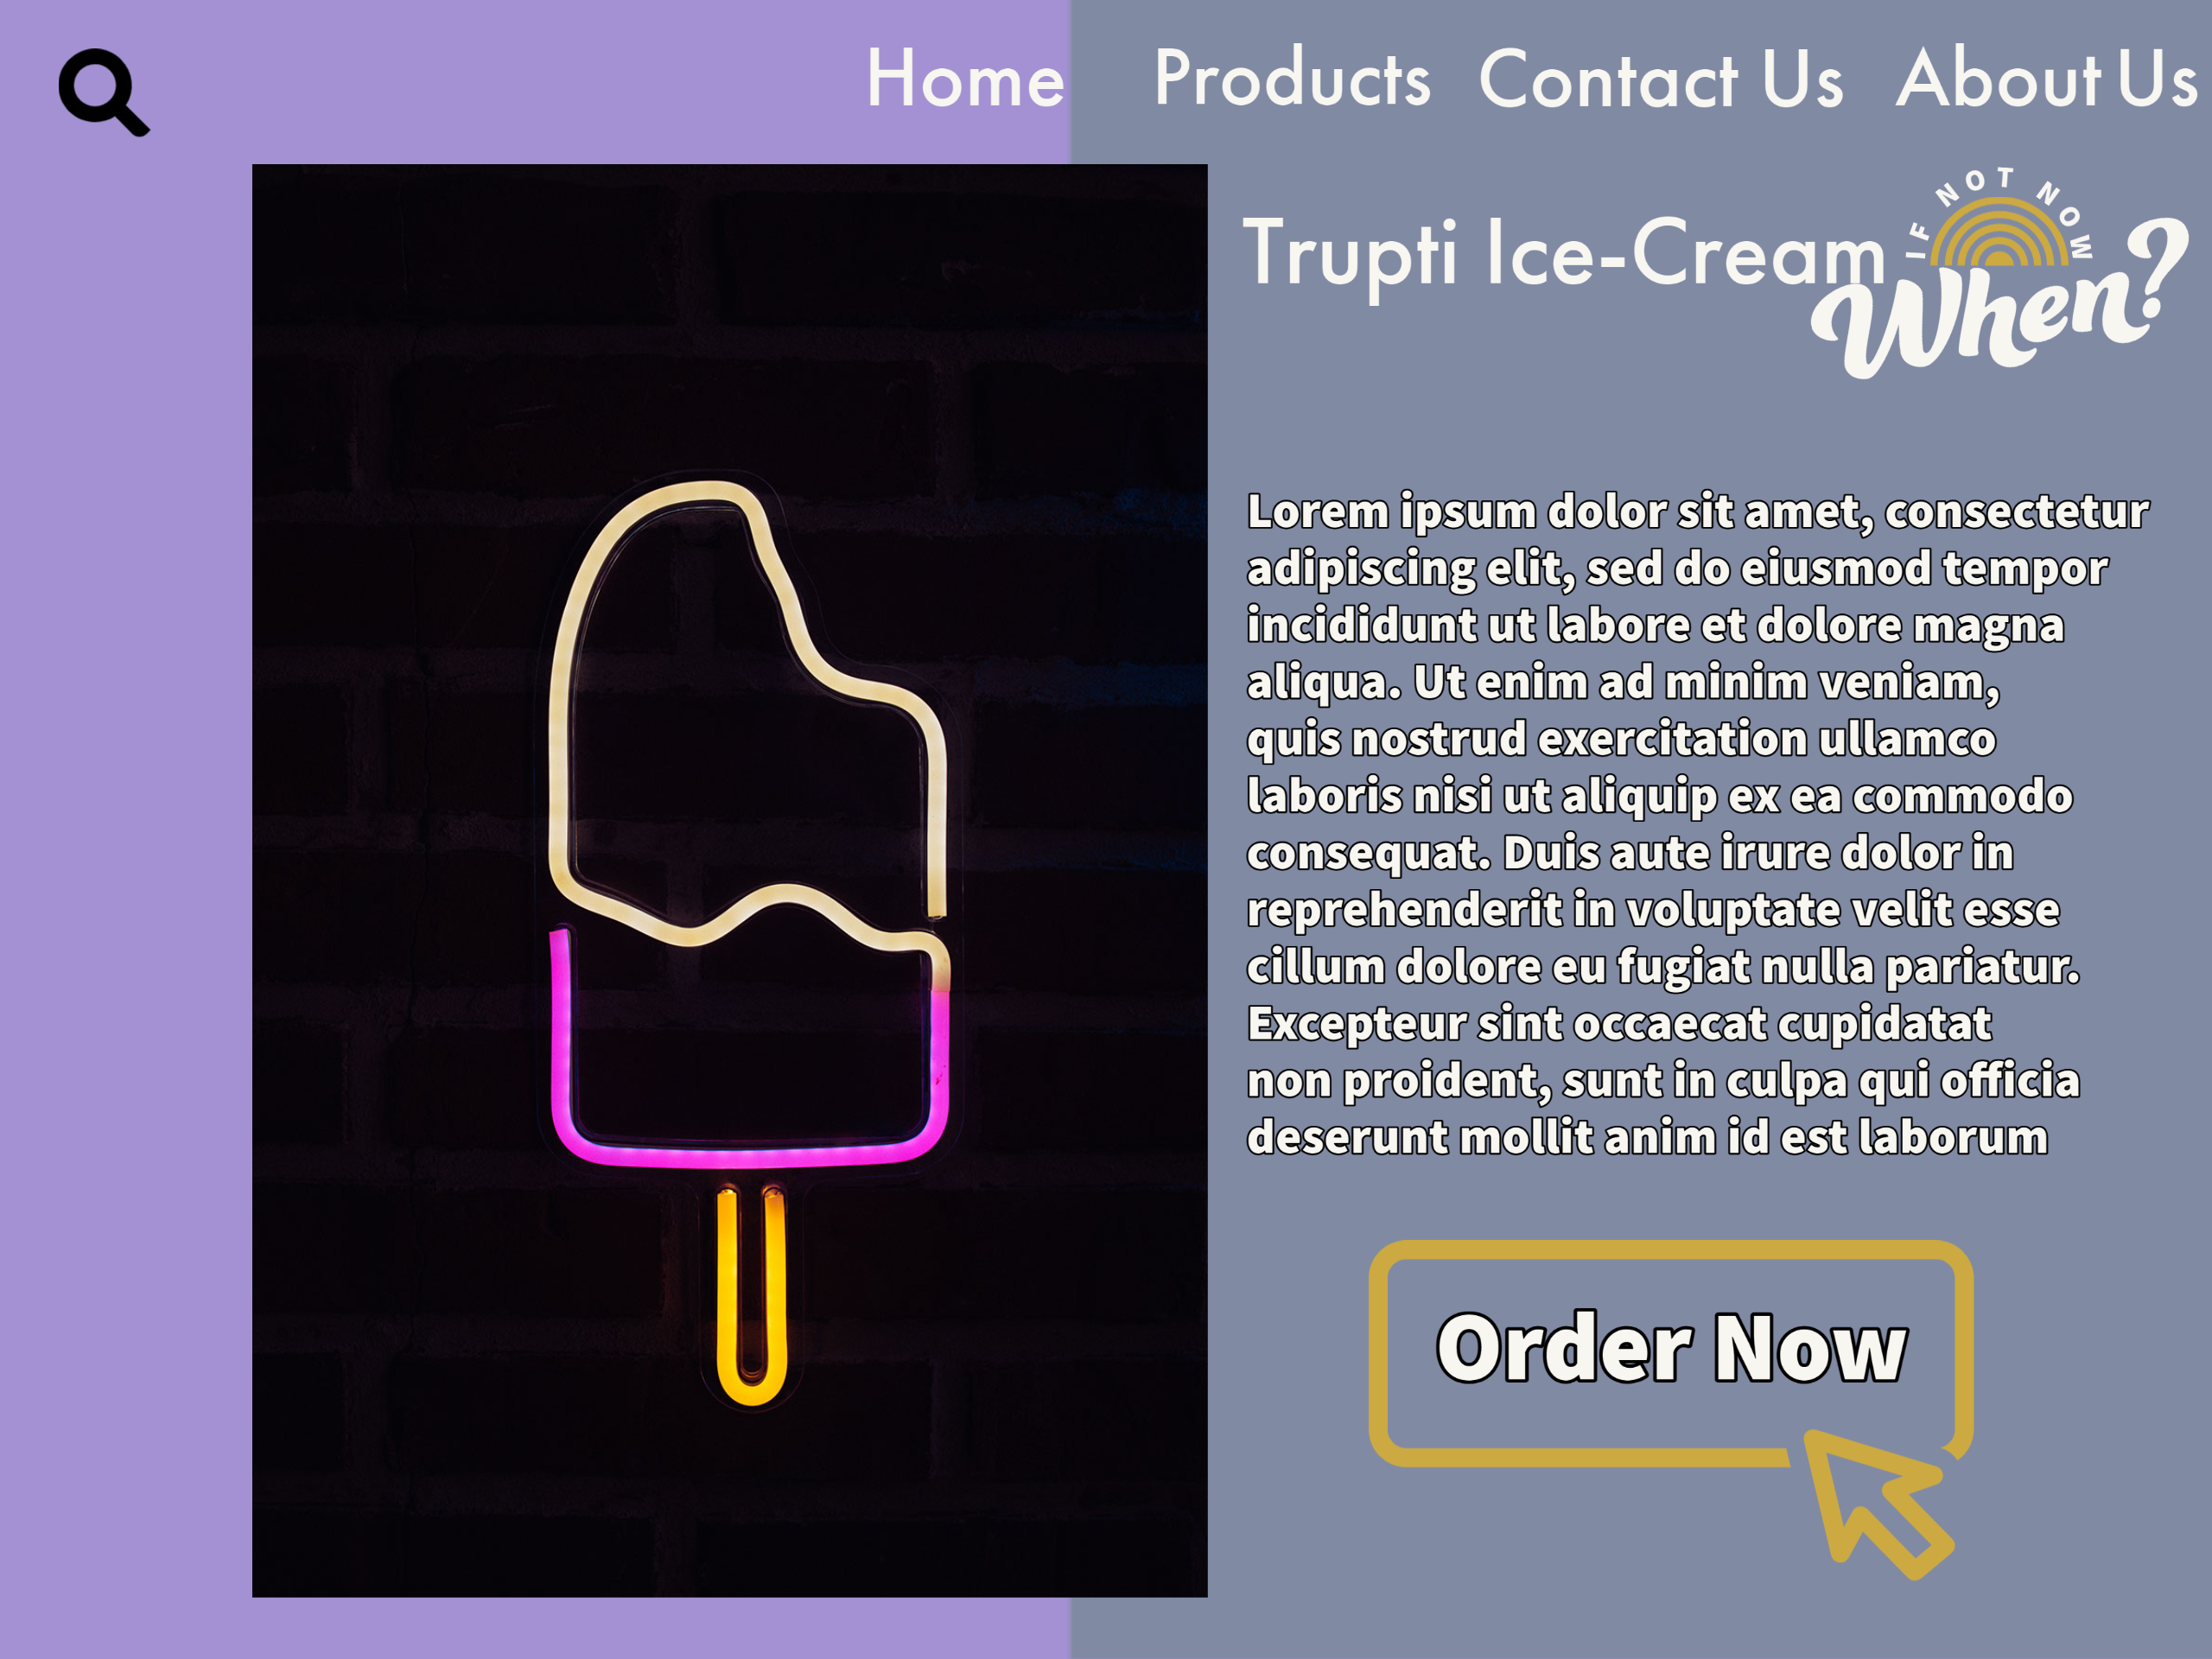 Home Products Contact Us About Us
Trupti Ice-Cream
IF NOT NOW
When?
Lorem ipsum dolor sit amet, consectetur
adipiscing elit, sed do eiusmod tempor
incididunt ut labore et dolore magna
aliqua. Ut enim ad minim veniam,
quis nostrud exercitation ullamco
laboris nisi ut aliquip ex ea commodo
consequat. Duis aute irure dolor in
reprehenderit in voluptate velit esse
cillum dolore eu fugiat nulla pariatur.
Excepteur sint occaecat cupidatat
non proident, sunt in culpa qui officia
deserunt mollit anim id est laborum
Order Now